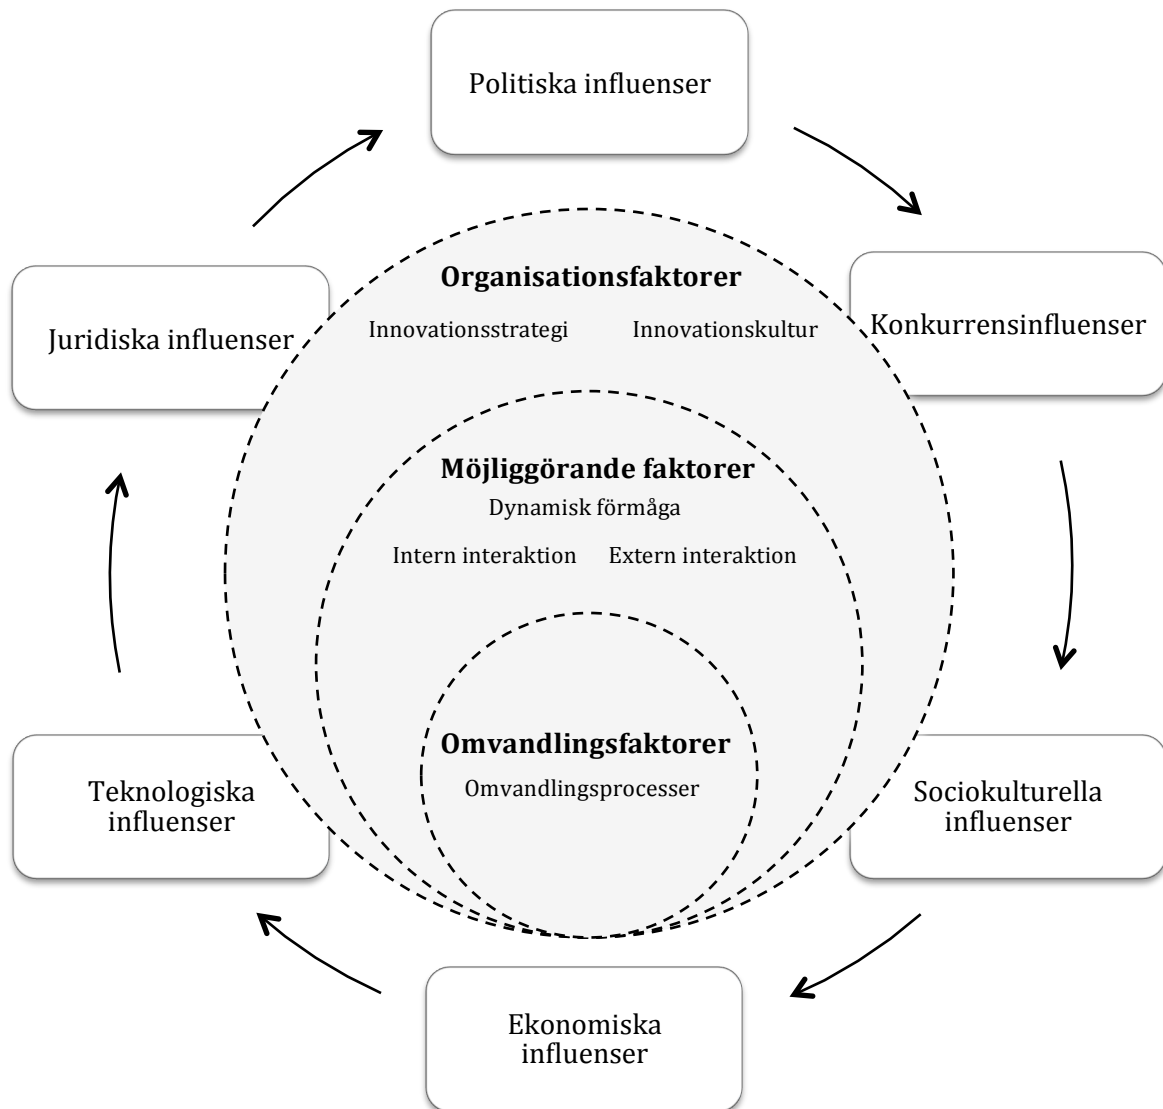 Politiska influenser
Organisationsfaktorer
Innovationsstrategi
Innovationskultur
Konkurrensinfluenser
Juridiska influenser
Möjliggörande faktorer
Dynamisk förmåga
Intern interaktion
Extern interaktion
Omvandlingsfaktorer
Omvandlingsprocesser
Teknologiska
influenser
Sociokulturella
influenser
Ekonomiska
influenser